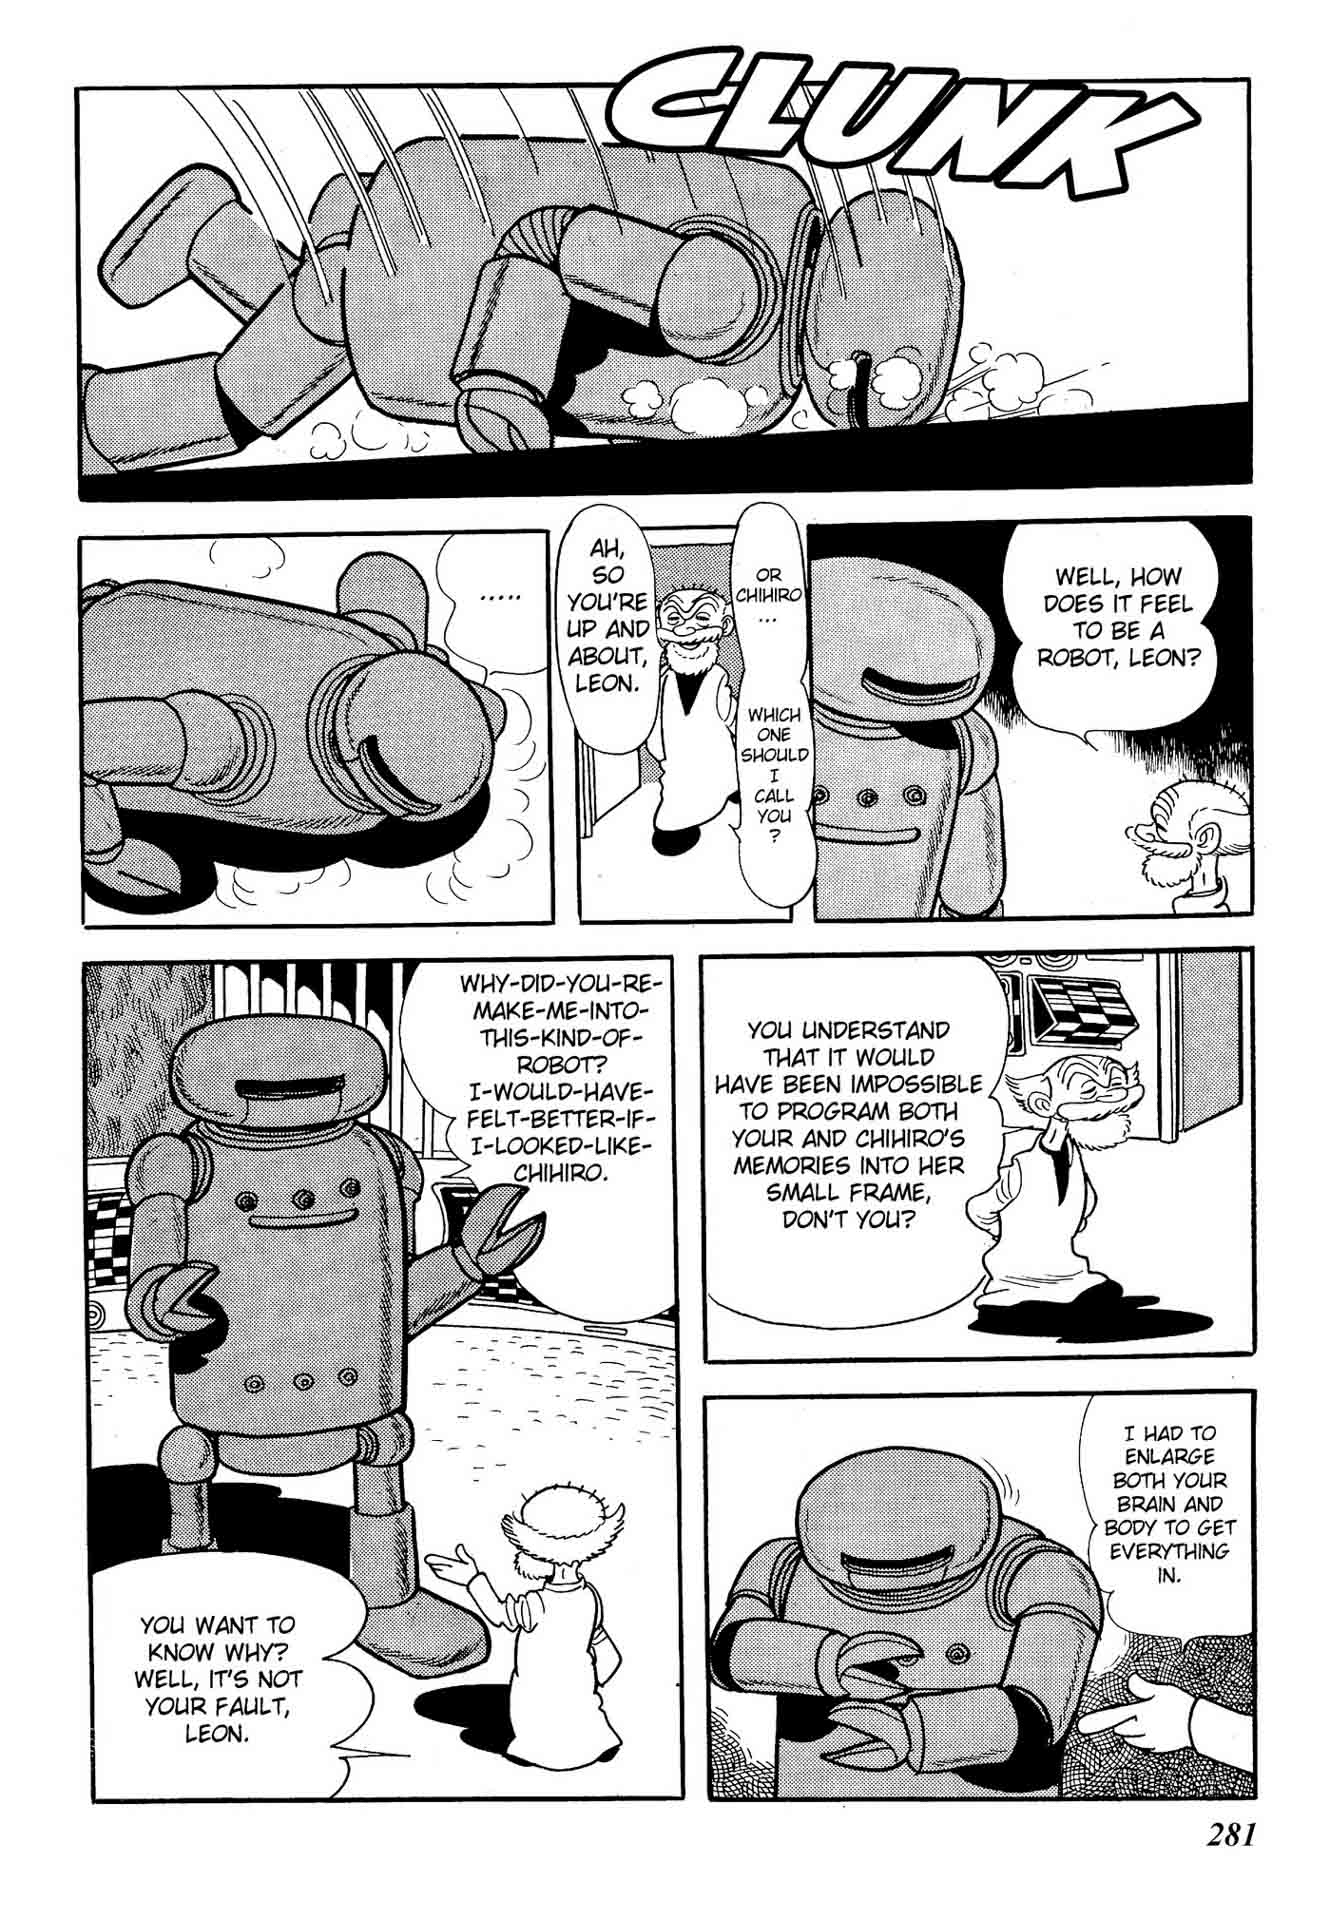 CLUNK
.....
AH,
SO
YOU'RE
UP AND
ABOUT,
LEON.
OR
CHIHIRO
...
WHICH
ONE
SHOULD
I
CALL
YOU
?
WELL, HOW
DOES IT FEEL
TO BE A
ROBOT, LEON?
WHY-DID-YOU-RE-
MAKE-ME-INTO-
THIS-KIND-OF-
ROBOT?
I-WOULD-HAVE-
FELT-BETTER-IF-
I-LOOKED-LIKE-
CHIHIRO.
YOU WANT TO
KNOW WHY?
WELL, IT'S NOT
YOUR FAULT,
LEON.
YOU UNDERSTAND
THAT IT WOULD
HAVE BEEN IMPOSSIBLE
TO PROGRAM BOTH
YOUR AND CHIHIRO'S
MEMORIES INTO HER
SMALL FRAME,
DON'T YOU?
I HAD TO
ENLARGE
BOTH YOUR
BRAIN AND
BODY TO GET
EVERYTHING
IN.
281